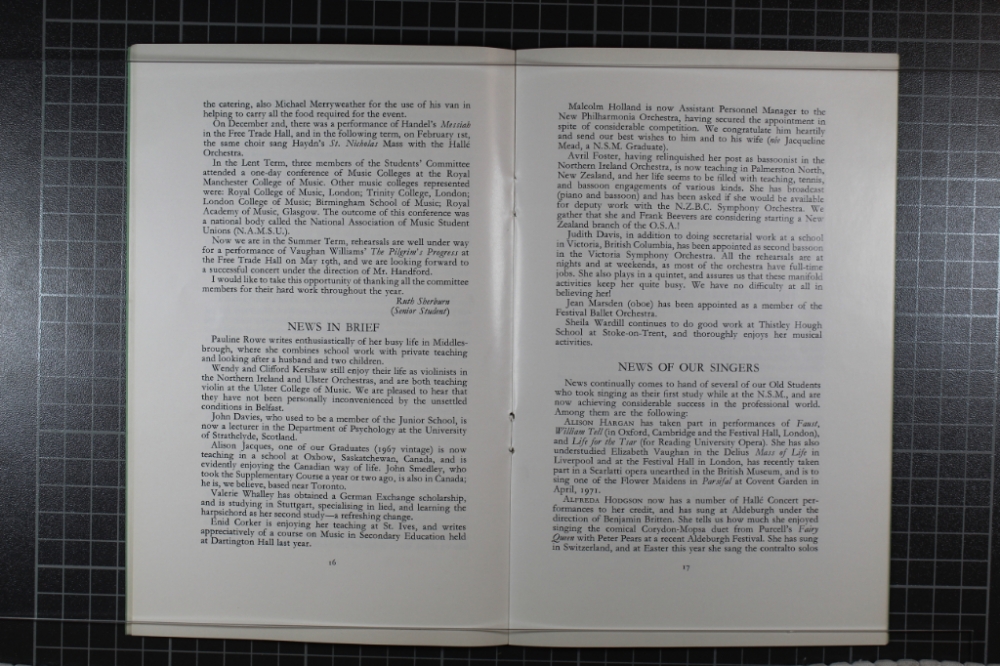 the catering, also Michael Merryweather for the use of his van in
helping to carry all the food required for the event.
On December 2nd, there was a performance of Handel's Messiah
in the Free Trade Hall, and in the following term, on February 1st,
the same choir sang Haydn's St. Nicholas Mass with the Hallé
Orchestra.
In the Lent Term, three members of the Students' Committee
attended a one-day conference of Music Colleges at the Royal
Manchester College of Music. Other music colleges represented
were: Royal College of Music, London; Trinity College, London;
London College of Music; Birmingham School of Music; Royal
Academy of Music, Glasgow. The outcome of this conference was
a national body called the National Association of Music Student
Unions (N.A.M.S.U.).
Now we are in the Summer Term, rehearsals are well under way
for a performance of Vaughan Williams' The Pilgrim's Progress at
the Free Trade Hall on May 19th, and we are looking forward to
a successful concert under the direction of Mr. Handford.
I would like to take this opportunity of thanking all the committee
members for their hard work throughout the year.
Ruth Sherburn
(Senior Student)
NEWS IN BRIEF
Pauline Rowe writes enthusiastically of her busy life in Middles-
brough, where she combines school work with private teaching
and looking after a husband and two children.
Wendy and Clifford Kershaw still enjoy their life as violinists in
the Northern Ireland and Ulster Orchestras, and are both teaching
violin at the Ulster College of Music. We are pleased to hear that
they have not been personally inconvenienced by the unsettled
conditions in Belfast.
John Davies, who used to be a member of the Junior School, is
now a lecturer in the Department of Psychology at the University
of Strathclyde, Scotland.
Alison Jacques, one of our Graduates (1967 vintage) is now
teaching in a school at Oxbow, Saskatchewan, Canada, and is
evidently enjoying the Canadian way of life. John Smedley, who
took the Supplementary Course a year or two ago, is also in Canada;
he is, we believe, based near Toronto.
Valerie Whalley has obtained a German Exchange scholarship,
and is studying in Stuttgart, specialising in lied, and learning the
harpsichord as her second study—a refreshing change.
Enid Corker is enjoying her teaching at St. Ives, and writes
appreciatively of a course on Music in Secondary Education held
at Dartington Hall last year.
16
Malcolm Holland is now Assistant Personnel Manager to the
New Philharmonia Orchestra, having secured the appointment in
spite of considerable competition. We congratulate him heartily
and send our best wishes to him and to his wife (née Jacqueline
Mead, a N.S.M. Graduate).
Avril Foster, having relinquished her post as bassoonist in the
Northern Ireland Orchestra, is now teaching in Palmerston North,
New Zealand, and her life seems to be filled with teaching, tennis,
and bassoon engagements of various kinds. She has broadcast
(piano and bassoon) and has been asked if she would be available
for deputy work with the N.Z.B.C. Symphony Orchestra. We
gather that she and Frank Beevers are considering starting a New
Zealand branch of the O.S.A.!
Judith Davis, in addition to doing secretarial work at a school
in Victoria, British Columbia, has been appointed as second bassoon
in the Victoria Symphony Orchestra. All the rehearsals are at
nights and at weekends, as most of the orchestra have full-time
jobs. She also plays in a quintet, and assures us that these manifold
activities keep her quite busy. We have no difficulty at all in
believing her!
Jean Marsden (oboe) has been appointed as a member of the
Festival Ballet Orchestra.
Sheila Wardill continues to do good work at Thistley Hough
School at Stoke-on-Trent, and thoroughly enjoys her musical
activities.
NEWS OF OUR SINGERS
News continually comes to hand of several of our Old Students
who took singing as their first study while at the N.S.M., and are
now achieving considerable success in the professional world.
Among them are the following:
ALISON HARGAN has taken part in performances of Faust,
William Tell (in Oxford, Cambridge and the Festival Hall, London),
and Life for the Tsar (for Reading University Opera). She has also
understudied Elizabeth Vaughan in the Delius Mass of Life in
Liverpool and at the Festival Hall in London, has recently taken
part in a Scarlatti opera unearthed in the British Museum, and is to
sing one of the Flower Maidens in Parsifal at Covent Garden in
April, 1971.
ALFREDA HODGSON now has a number of Hallé Concert per-
formances to her credit, and has sung at Aldeburgh under the
direction of Benjamin Britten. She tells us how much she enjoyed
singing the comical Corydon-Mopsa duet from Purcell's Fairy
Queen with Peter Pears at a recent Aldeburgh Festival. She has sung
in Switzerland, and at Easter this year she sang the contralto solos
17